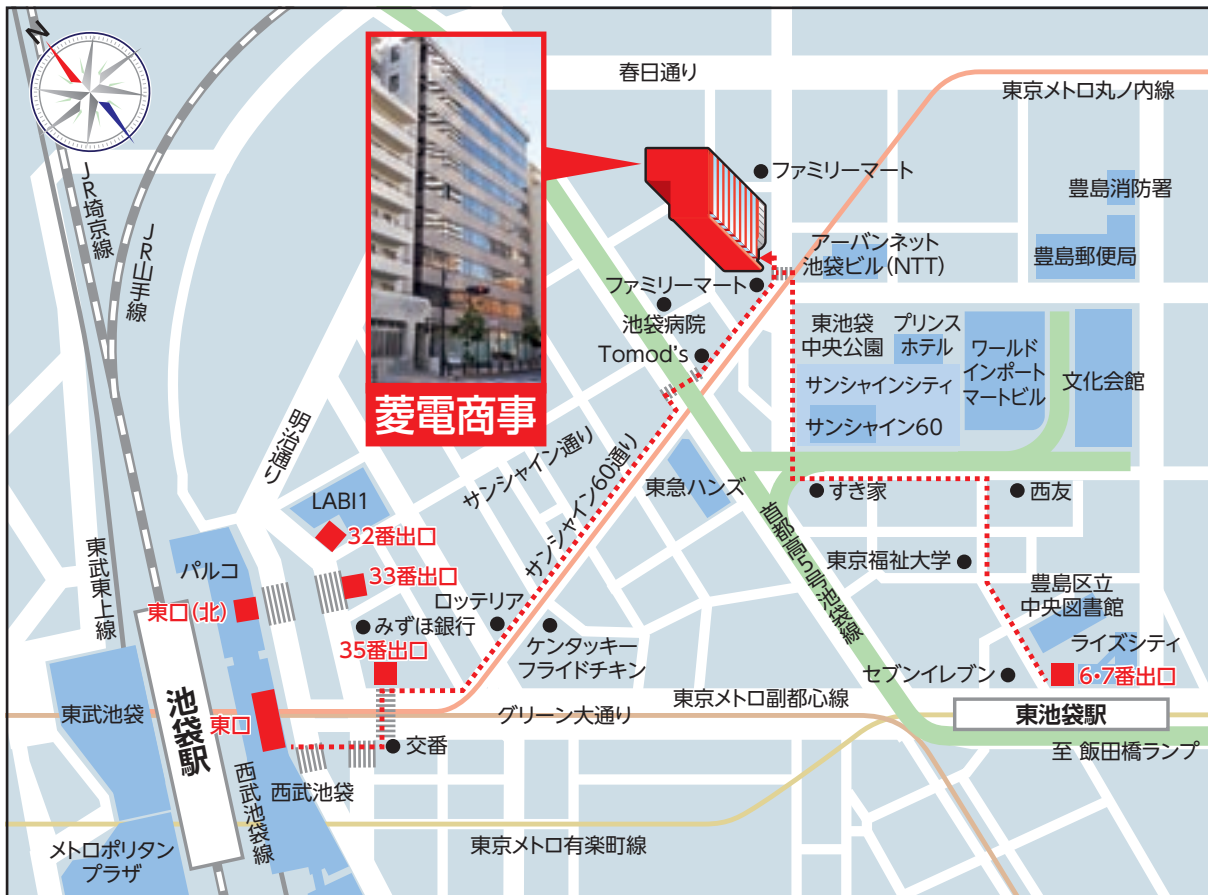 N
春日通り
東京メトロ丸ノ内線
JR埼京線
JR山手線
ファミリーマート
豊島消防署
アーバンネット
池袋ビル(NTT)
豊島郵便局
ファミリーマート
池袋病院
Tomod's
東池袋
中央公園
プリンス
ホテル
ワールド
インポート
マートビル
文化会館
サンシャインシティ
サンシャイン60
菱電商事
明治通り
サンシャイン通り
サンシャイン60通り
東急ハンズ
すき家
西友
LABI1
32番出口
首都高5号池袋線
東京福祉大学
東武東上線
パルコ
33番出口
東口(北)
ロッテリア
みずほ銀行
豊島区立
中央図書館
35番出口
ケンタッキー
フライドチキン
ライズシティ
セブンイレブン
6・7番出口
東武池袋
池袋駅
東口
東京メトロ副都心線
グリーン大通り
東池袋駅
交番
至 飯田橋ランプ
西武池袋線
西武池袋
メトロポリタン
プラザ
東京メトロ有楽町線